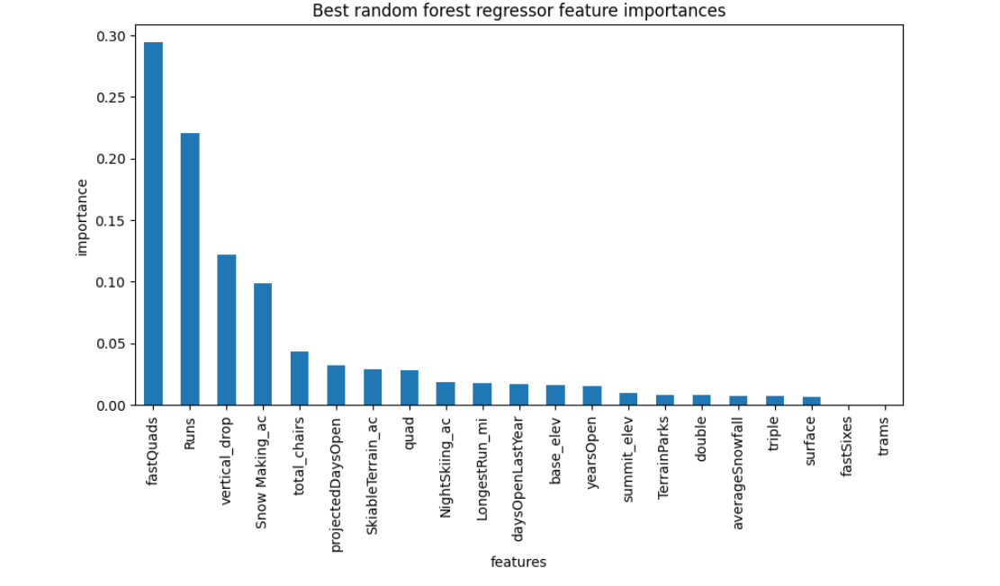 Best random forest regressor feature importances
0.30
0.25
0.20
0.15
0.10
0.05
0.00
importance
fastQuads
Runs
vertical_drop
Snow Making_ac
total_chairs
projectedDaysOpen
SkiableTerrain_ac
quad
NightSkiing_ac
LongestRun_mi
daysOpenLastYear
base_elev
yearsOpen
summit_elev
TerrainParks
double
averageSnowfall
triple
surface
fastSixes
trams
features